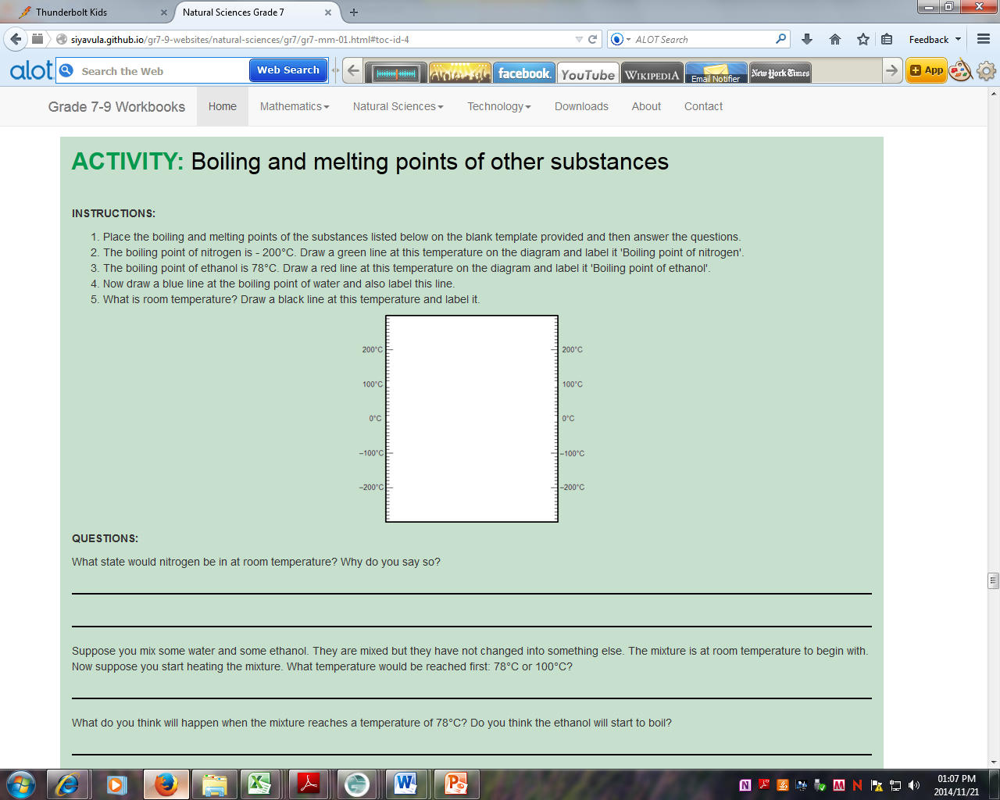 Thunderbolt Kids
Natural Sciences Grade 7
siyavula.github.io/gr7-9-websites/natural-sciences/gr7/gr7-mm-01.html#toc-id-4
ALOT Search
Feedback
alot
Search the Web
Web Search
facebook.
YouTube
WIKIPEDIA
Email Notifier
New York Times
App
Grade 7-9 Workbooks
Home
Mathematics
Natural Sciences
Technology
Downloads
About
Contact
ACTIVITY: Boiling and melting points of other substances
INSTRUCTIONS:
1. Place the boiling and melting points of the substances listed below on the blank template provided and then answer the questions.
2. The boiling point of nitrogen is - 200°C. Draw a green line at this temperature on the diagram and label it 'Boiling point of nitrogen'.
3. The boiling point of ethanol is 78°C. Draw a red line at this temperature on the diagram and label it 'Boiling point of ethanol'.
4. Now draw a blue line at the boiling point of water and also label this line.
5. What is room temperature? Draw a black line at this temperature and label it.
200°C 200°C
100°C 100°C
0°C 0°C
–100°C –100°C
–200°C –200°C
QUESTIONS:
What state would nitrogen be in at room temperature? Why do you say so?
Suppose you mix some water and some ethanol. They are mixed but they have not changed into something else. The mixture is at room temperature to begin with.
Now suppose you start heating the mixture. What temperature would be reached first: 78°C or 100°C?
What do you think will happen when the mixture reaches a temperature of 78°C? Do you think the ethanol will start to boil?
01:07 PM
2014/11/21